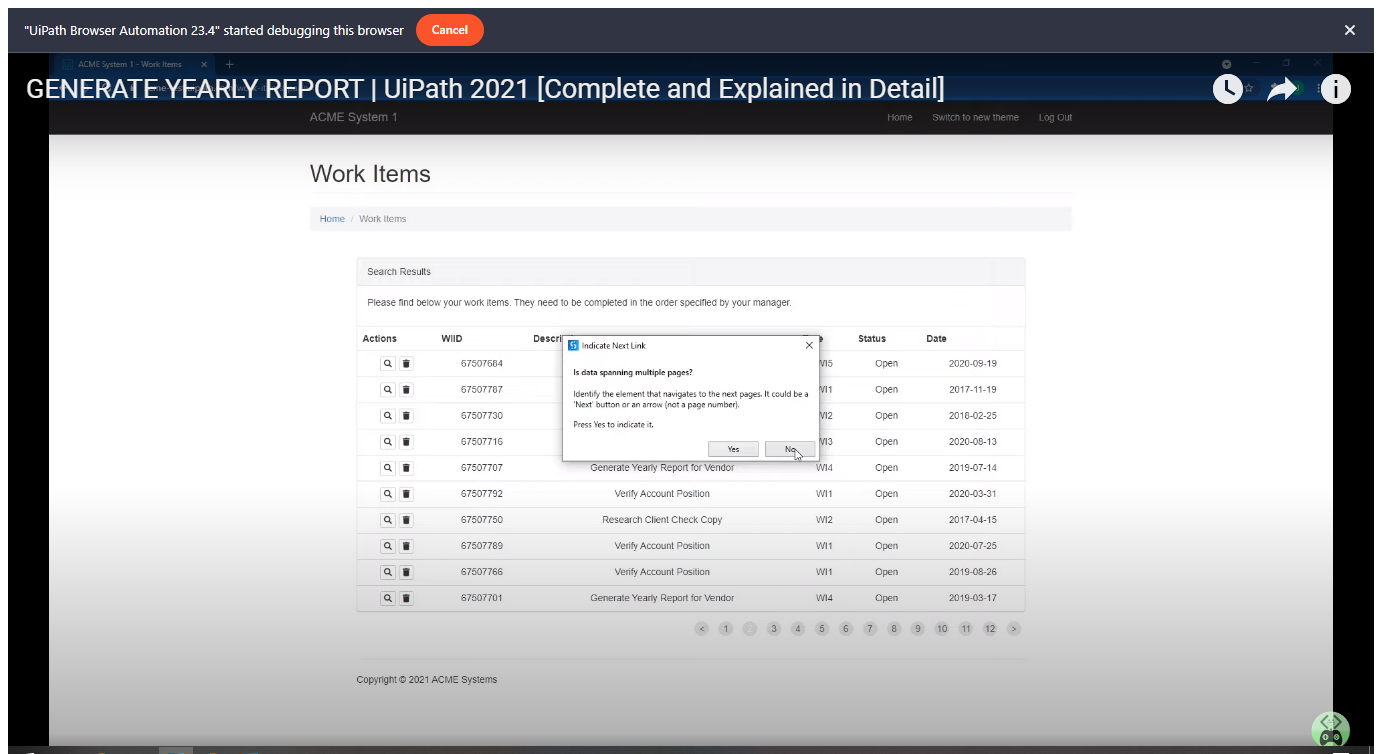 "UiPath Browser Automation 23.4" started debugging this browser Cancel
ACME System 1 - Work Items
GENERATE YEARLY REPORT | UiPath 2021 [Complete and Explained in Detail]
ACME System 1 Home Switch to new theme Log Out
Work Items
Home / Work Items
Search Results
Please find below your work items. They need to be completed in the order specified by your manager.
Actions WIID Status Date
67507684 WI5 Open 2020-09-19
67507787 WI1 Open 2017-11-19
67507730 WI2 Open 2018-02-25
67507716 WI3 Open 2020-08-13
67507707 Generate Yearly Report for Vendor WI4 Open 2019-07-14
67507792 Verify Account Position WI1 Open 2020-03-31
67507750 Research Client Check Copy WI2 Open 2017-04-15
67507789 Verify Account Position WI1 Open 2020-07-25
67507766 Verify Account Position WI1 Open 2019-08-26
67507701 Generate Yearly Report for Vendor WI4 Open 2019-03-17
Indicate Next Link
Is data spanning multiple pages?
Identify the element that navigates to the next pages. It could be a
'Next' button or an arrow (not a page number).
Press Yes to indicate it.
Yes No
< 1 3 4 5 6 7 8 9 10 11 12 >
Copyright © 2021 ACME Systems